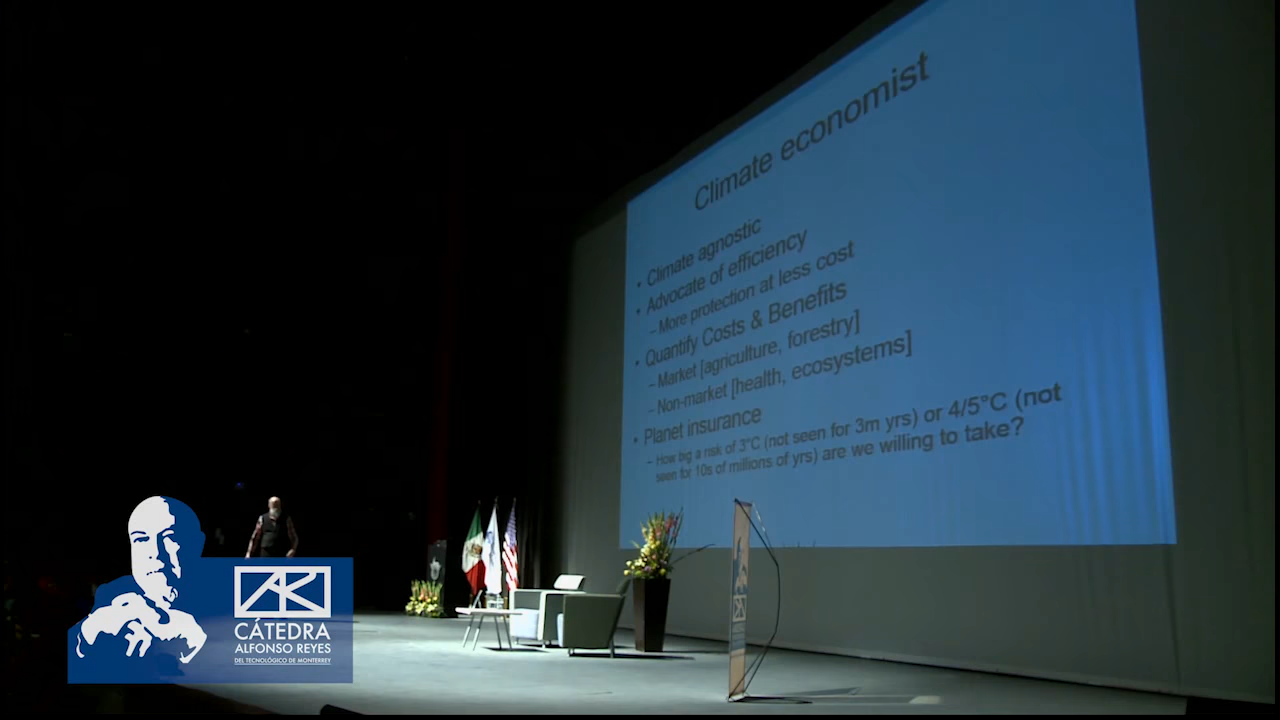 Climate economist
• Climate agnostic
• Advocate of efficiency
– More protection at less cost
• Quantify Costs & Benefits
– Market [agriculture, forestry]
– Non-market [health, ecosystems]
• Planet insurance
– How big a risk of 3°C (not seen for 3m yrs) or 4/5°C (not
seen for 10s of millions of yrs) are we willing to take?
AR
CÁTEDRA
ALFONSO REYES
DEL TECNOLÓGICO DE MONTERREY